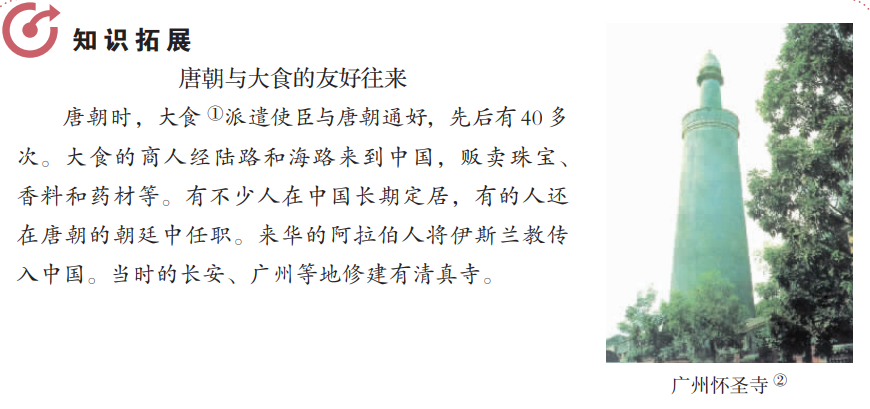 知识拓展
唐朝与大食的友好往来
唐朝时，大食①派遣使臣与唐朝通好，先后有40多
次。大食的商人经陆路和海路来到中国，贩卖珠宝、
香料和药材等。有不少人在中国长期定居，有的人还
在唐朝的朝廷中任职。来华的阿拉伯人将伊斯兰教传
入中国。当时的长安、广州等地修建有清真寺。
广州怀圣寺②